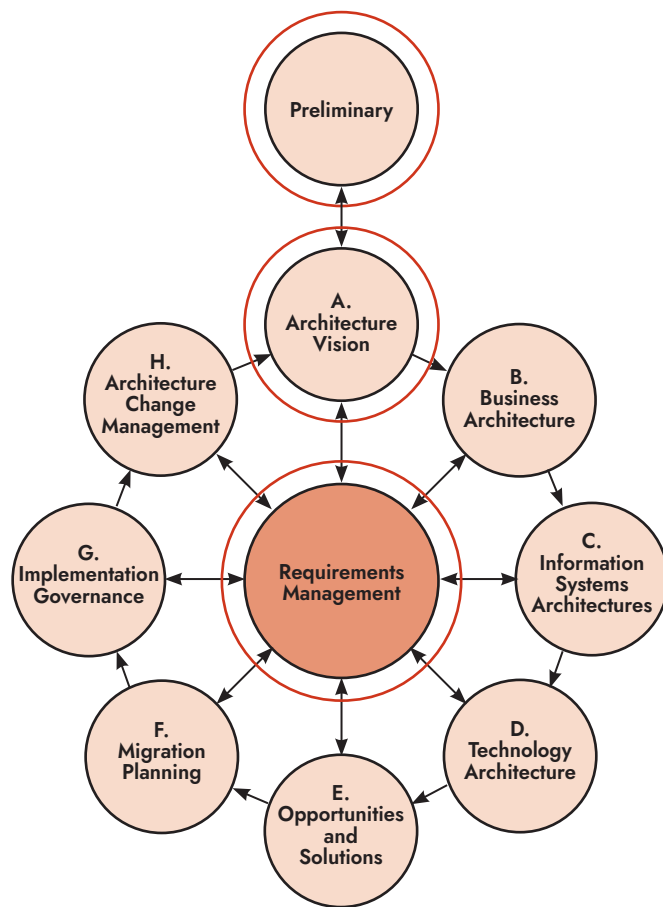 Preliminary
A.
Architecture
Vision
B.
Business
Architecture
C.
Information
Systems
Architectures
D.
Technology
Architecture
E.
Opportunities
and
Solutions
F.
Migration
Planning
G.
Implementation
Governance
H.
Architecture
Change
Management
Requirements
Management